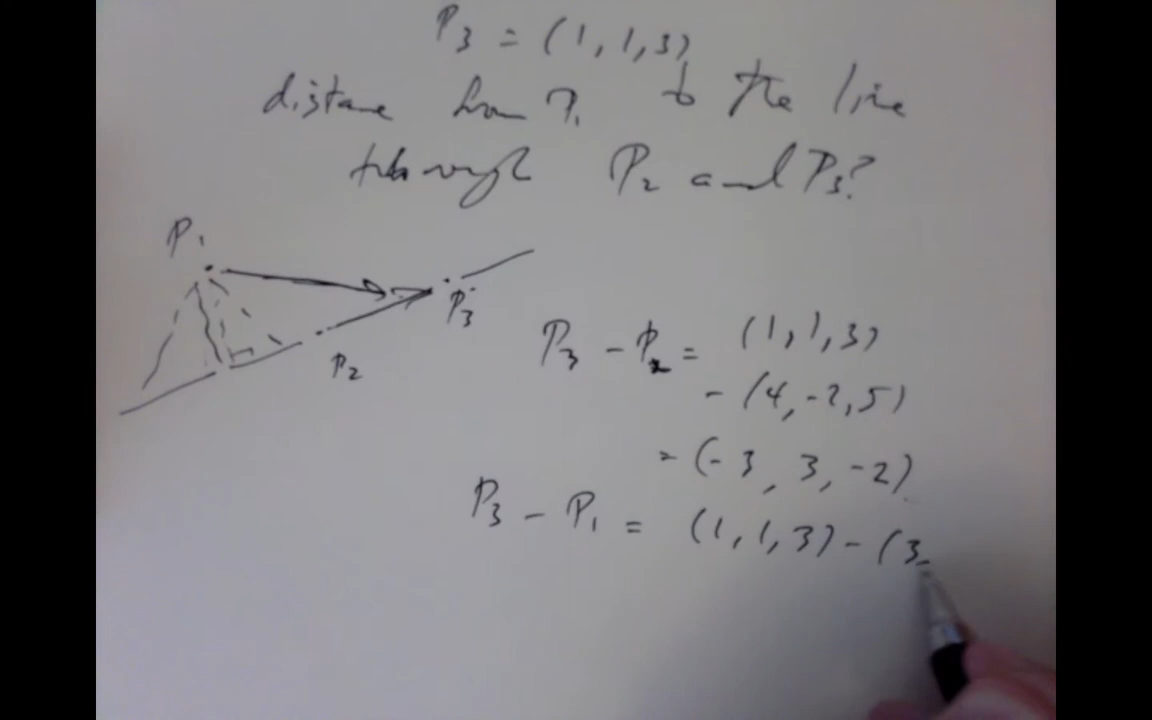 P₃ = (1, 1, 3)
distane from P₁ to the line
through P₂ and P₃?
P₁
P₃
P₂
P₃ - P₂ = (1, 1, 3)
- (4, -2, 5)
= (-3, 3, -2)
P₃ - P₁ = (1, 1, 3) - (3,